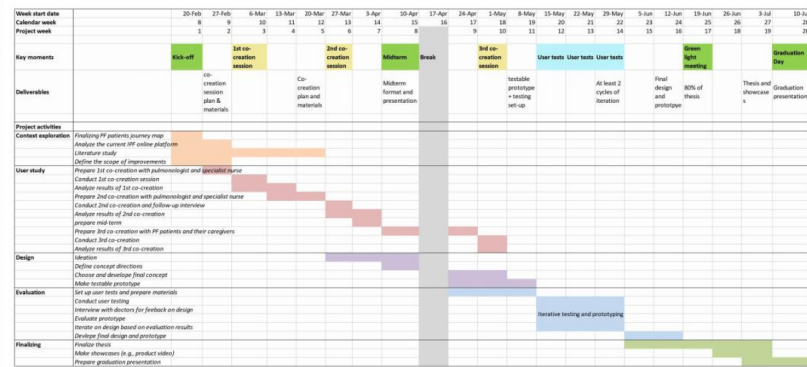 Week start date 20-Feb 27-Feb 6-Mar 13-Mar 20-Mar 27-Mar 3-Apr 10-Apr 17-Apr 24-Apr 1-May 8-May 15-May 22-May 29-May 5-Jun 12-Jun 19-Jun 26-Jun 3-Jul
Calendar week 8 9 10 11 12 13 14 15 16 17 18 19 20 21 22 23 24 25 26 27
Project week 1 2 3 4 5 6 7 8 9 10 11 12 13 14 15 16 17 18 19
Key moments Kick-off 1st co-creation session 2nd co-creation session Midterm Break 3rd co-creation session User tests User tests User tests Green light meeting Graduation Day
Deliverables co-creation session plan & materials Co-creation plan and materials Midterm format and presentation testable prototype + testing set-up At least 2 cycles of iteration Final design and prototpye 80% of thesis Thesis and showcases Graduation presentation
Project activities
Context exploration Finalizing PF patients journey map
Analyze the current IPF online platform
Literature study
Define the scope of improvements
User study Prepare 1st co-creation with pulmonologist and specialist nurse
Conduct 1st co-creation session
Analyze results of 1st co-creation
Prepare 2nd co-creation with pulmonologist and specialist nurse
Conduct 2nd co-creation and follow-up interview
Analyze results of 2nd co-creation
prepare mid-term
Prepare 3rd co-creation with PF patients and their caregivers
Conduct 3rd co-creation
Analyze results of 3rd co-creation
Design Ideation
Define concept directions
Choose and develope final concept
Make testable prototype
Evaluation Set up user tests and prepare materials
Conduct user testing
Interview with doctors for feeback on design
Evaluate prototype Iterative testing and prototyping
Iterate on design based on evaluation results
Devlepe final design and prototype
Finalizing Finalize thesis
Make showcases (e.g., product video)
Prepare graduation presentation